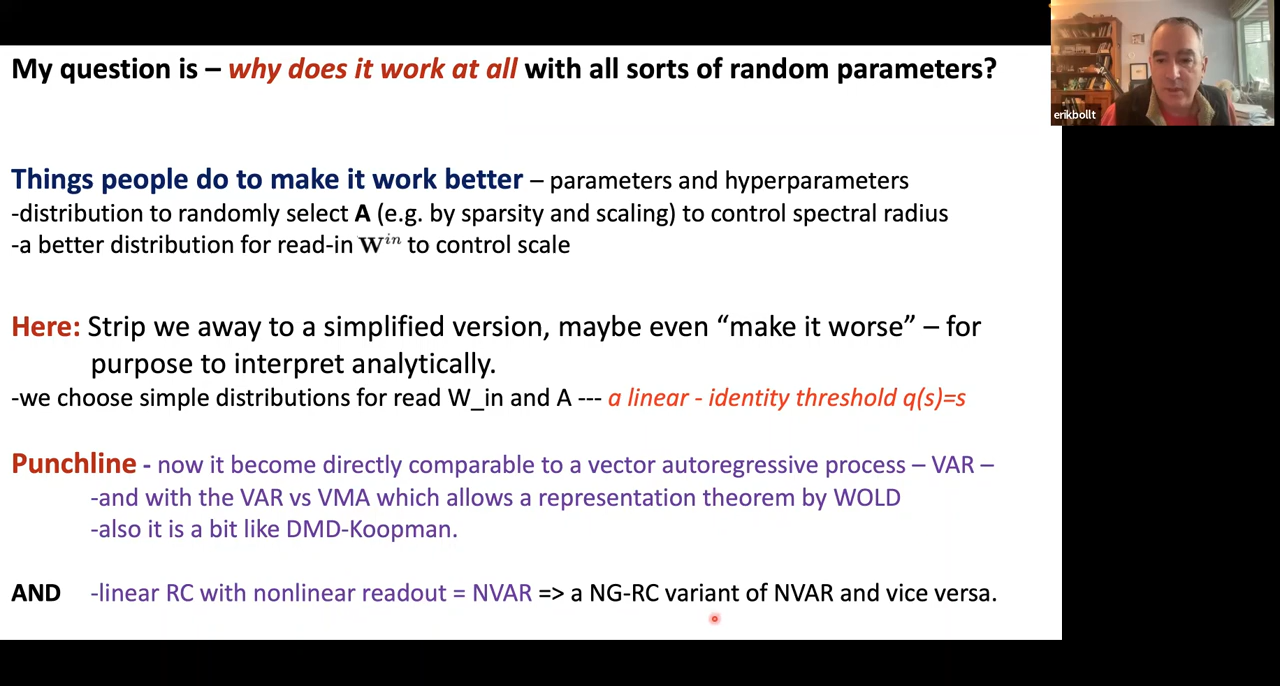 My question is – why does it work at all with all sorts of random parameters?
erikbollt
Things people do to make it work better – parameters and hyperparameters
-distribution to randomly select A (e.g. by sparsity and scaling) to control spectral radius
-a better distribution for read-in W^in to control scale
Here: Strip we away to a simplified version, maybe even “make it worse” – for
purpose to interpret analytically.
-we choose simple distributions for read W_in and A --- a linear - identity threshold q(s)=s
Punchline - now it become directly comparable to a vector autoregressive process – VAR –
-and with the VAR vs VMA which allows a representation theorem by WOLD
-also it is a bit like DMD-Koopman.
AND -linear RC with nonlinear readout = NVAR => a NG-RC variant of NVAR and vice versa.